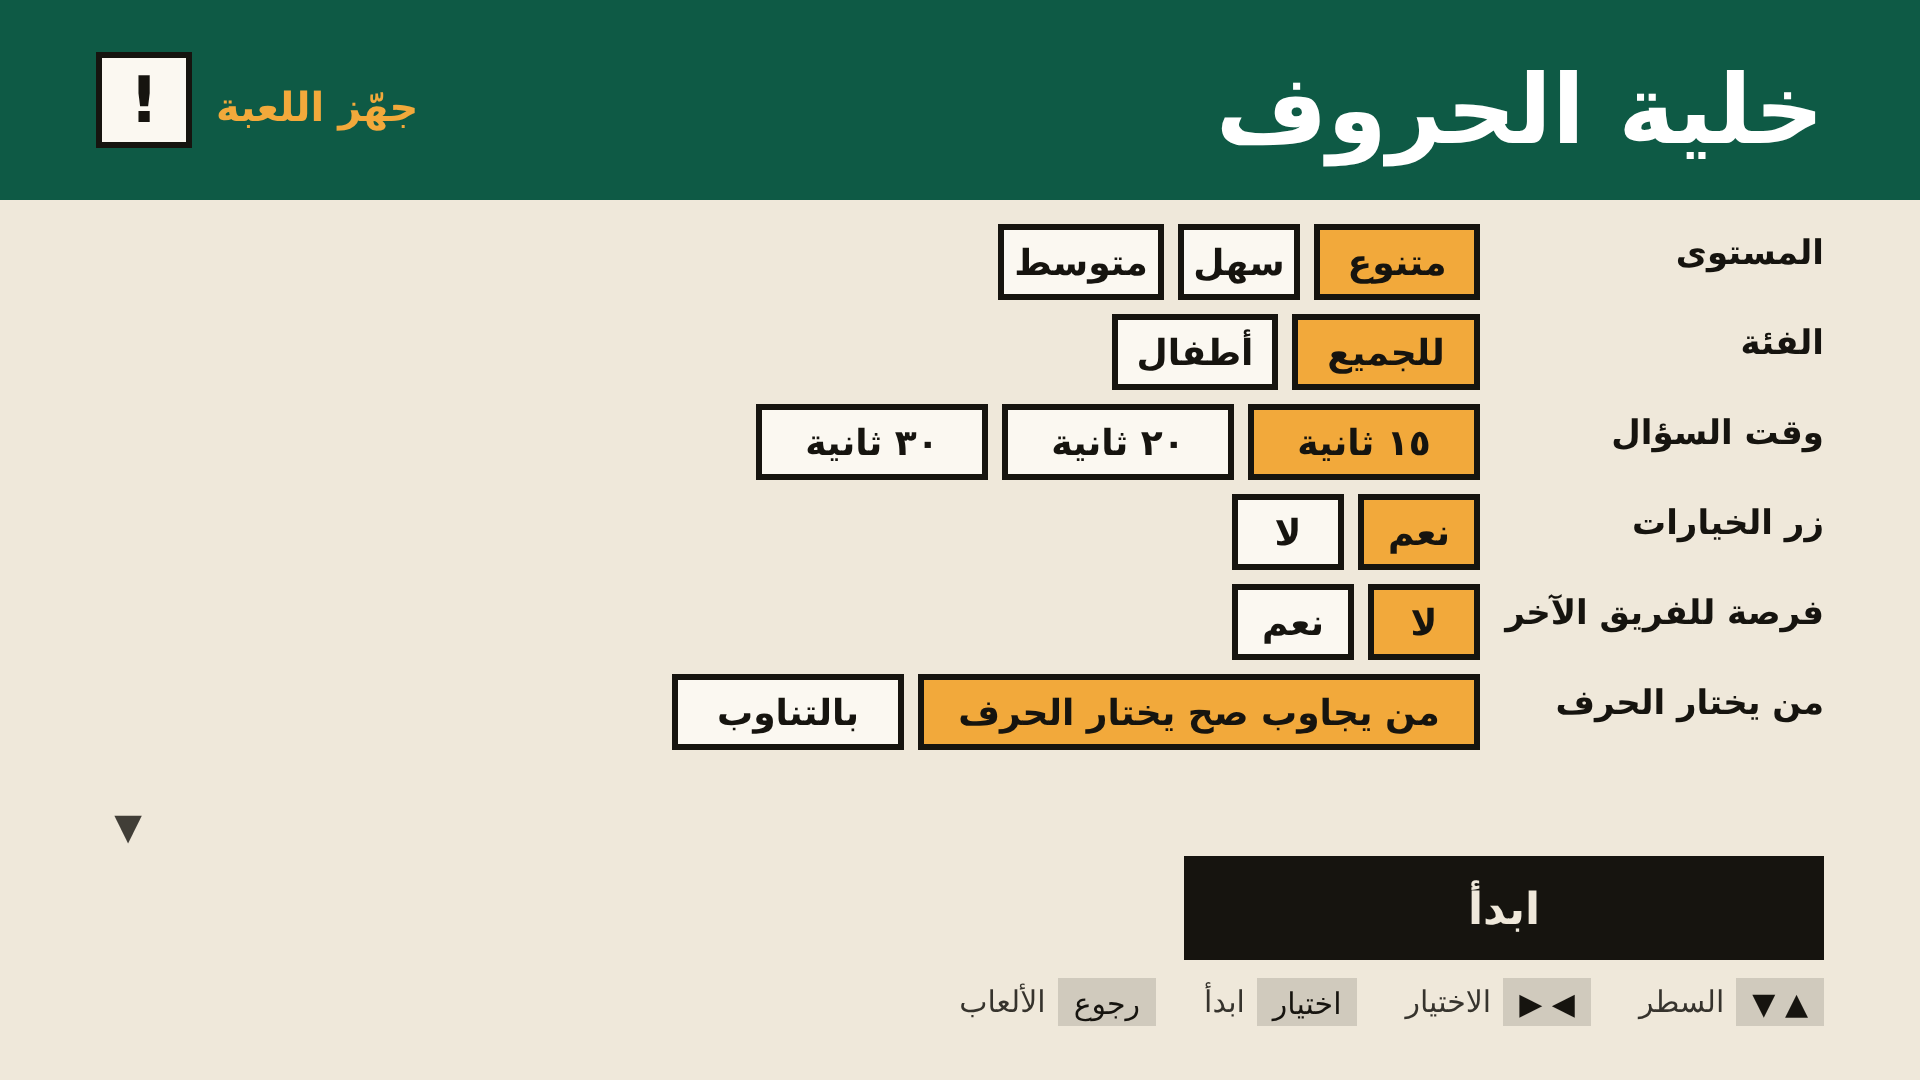 خلية الحروف
جهّز اللعبة !
المستوى متنوع سهل متوسط
الفئة للجميع أطفال
وقت السؤال ١٥ ثانية ٢٠ ثانية ٣٠ ثانية
زر الخيارات نعم لا
فرصة للفريق الآخر لا نعم
من يختار الحرف من يجاوب صح يختار الحرف بالتناوب
▼
ابدأ
▲ ▼ السطر ◀ ▶ الاختيار اختيار ابدأ رجوع الألعاب